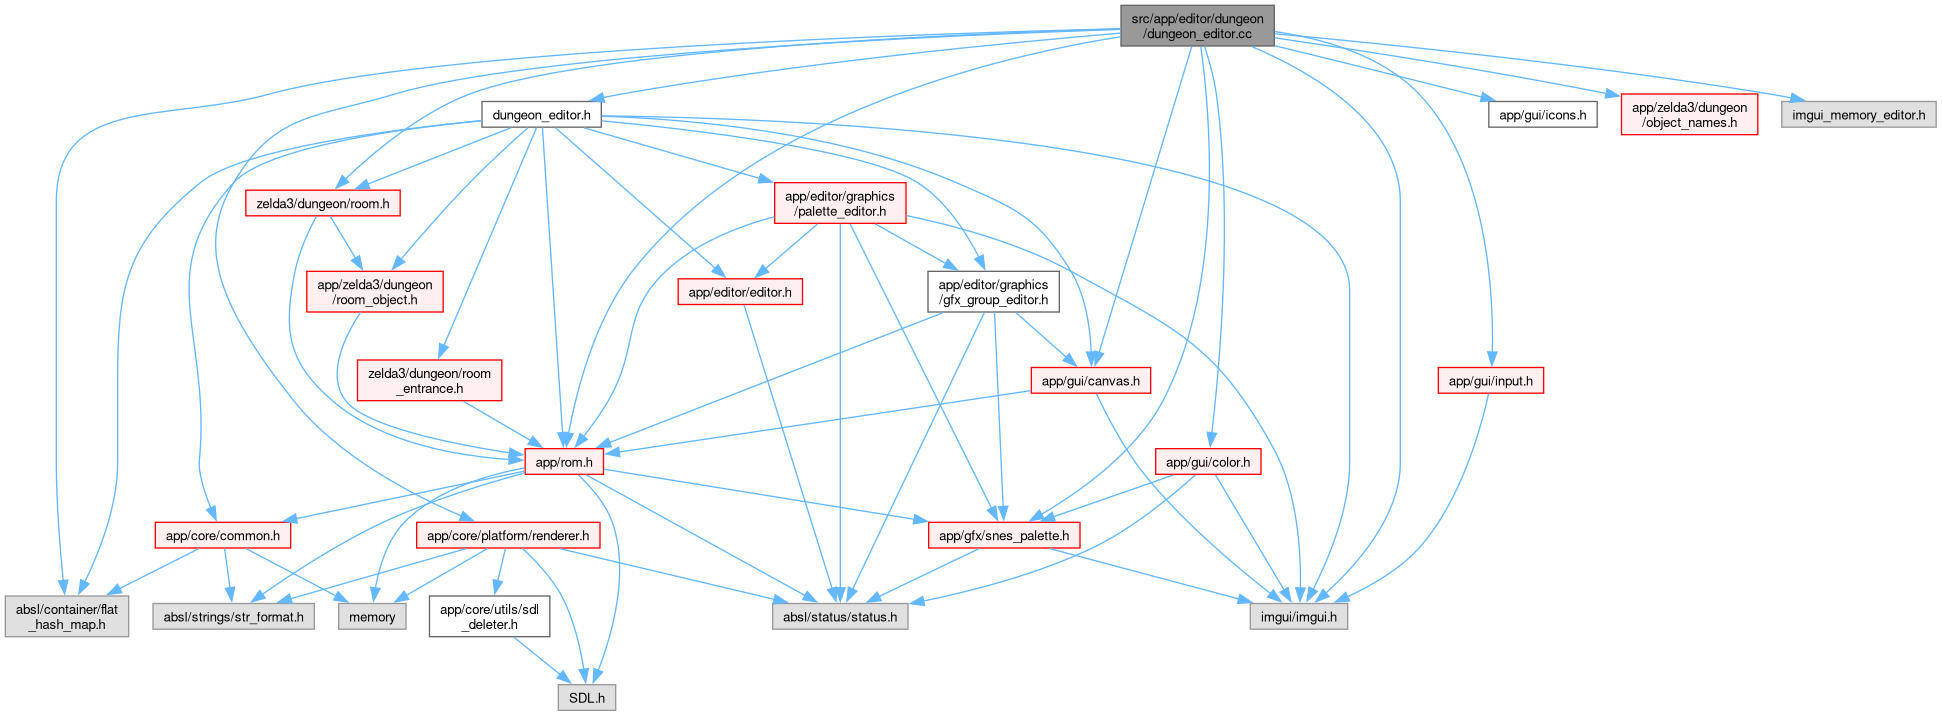 src/app/editor/dungeon
/dungeon_editor.cc
dungeon_editor.h
app/gui/icons.h
app/zelda3/dungeon
/object_names.h
imgui_memory_editor.h
zelda3/dungeon/room.h
app/editor/graphics
/palette_editor.h
app/zelda3/dungeon
/room_object.h
app/editor/editor.h
app/editor/graphics
/gfx_group_editor.h
zelda3/dungeon/room
_entrance.h
app/gui/canvas.h
app/gui/input.h
app/rom.h
app/gui/color.h
app/core/common.h
app/core/platform/renderer.h
app/gfx/snes_palette.h
absl/container/flat
_hash_map.h
absl/strings/str_format.h
memory
app/core/utils/sdl
_deleter.h
absl/status/status.h
imgui/imgui.h
SDL.h